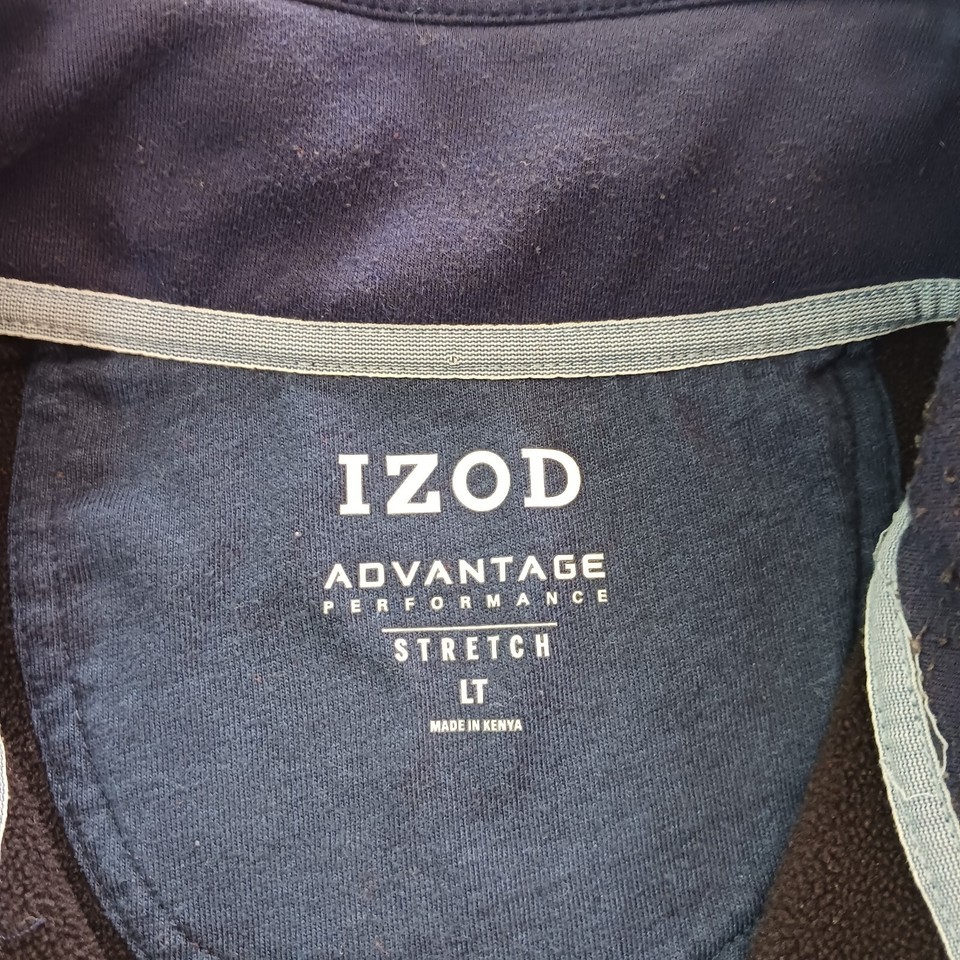 IZOD
ADVANTAGE
PERFORMANCE
STRETCH
LT
MADE IN KENYA